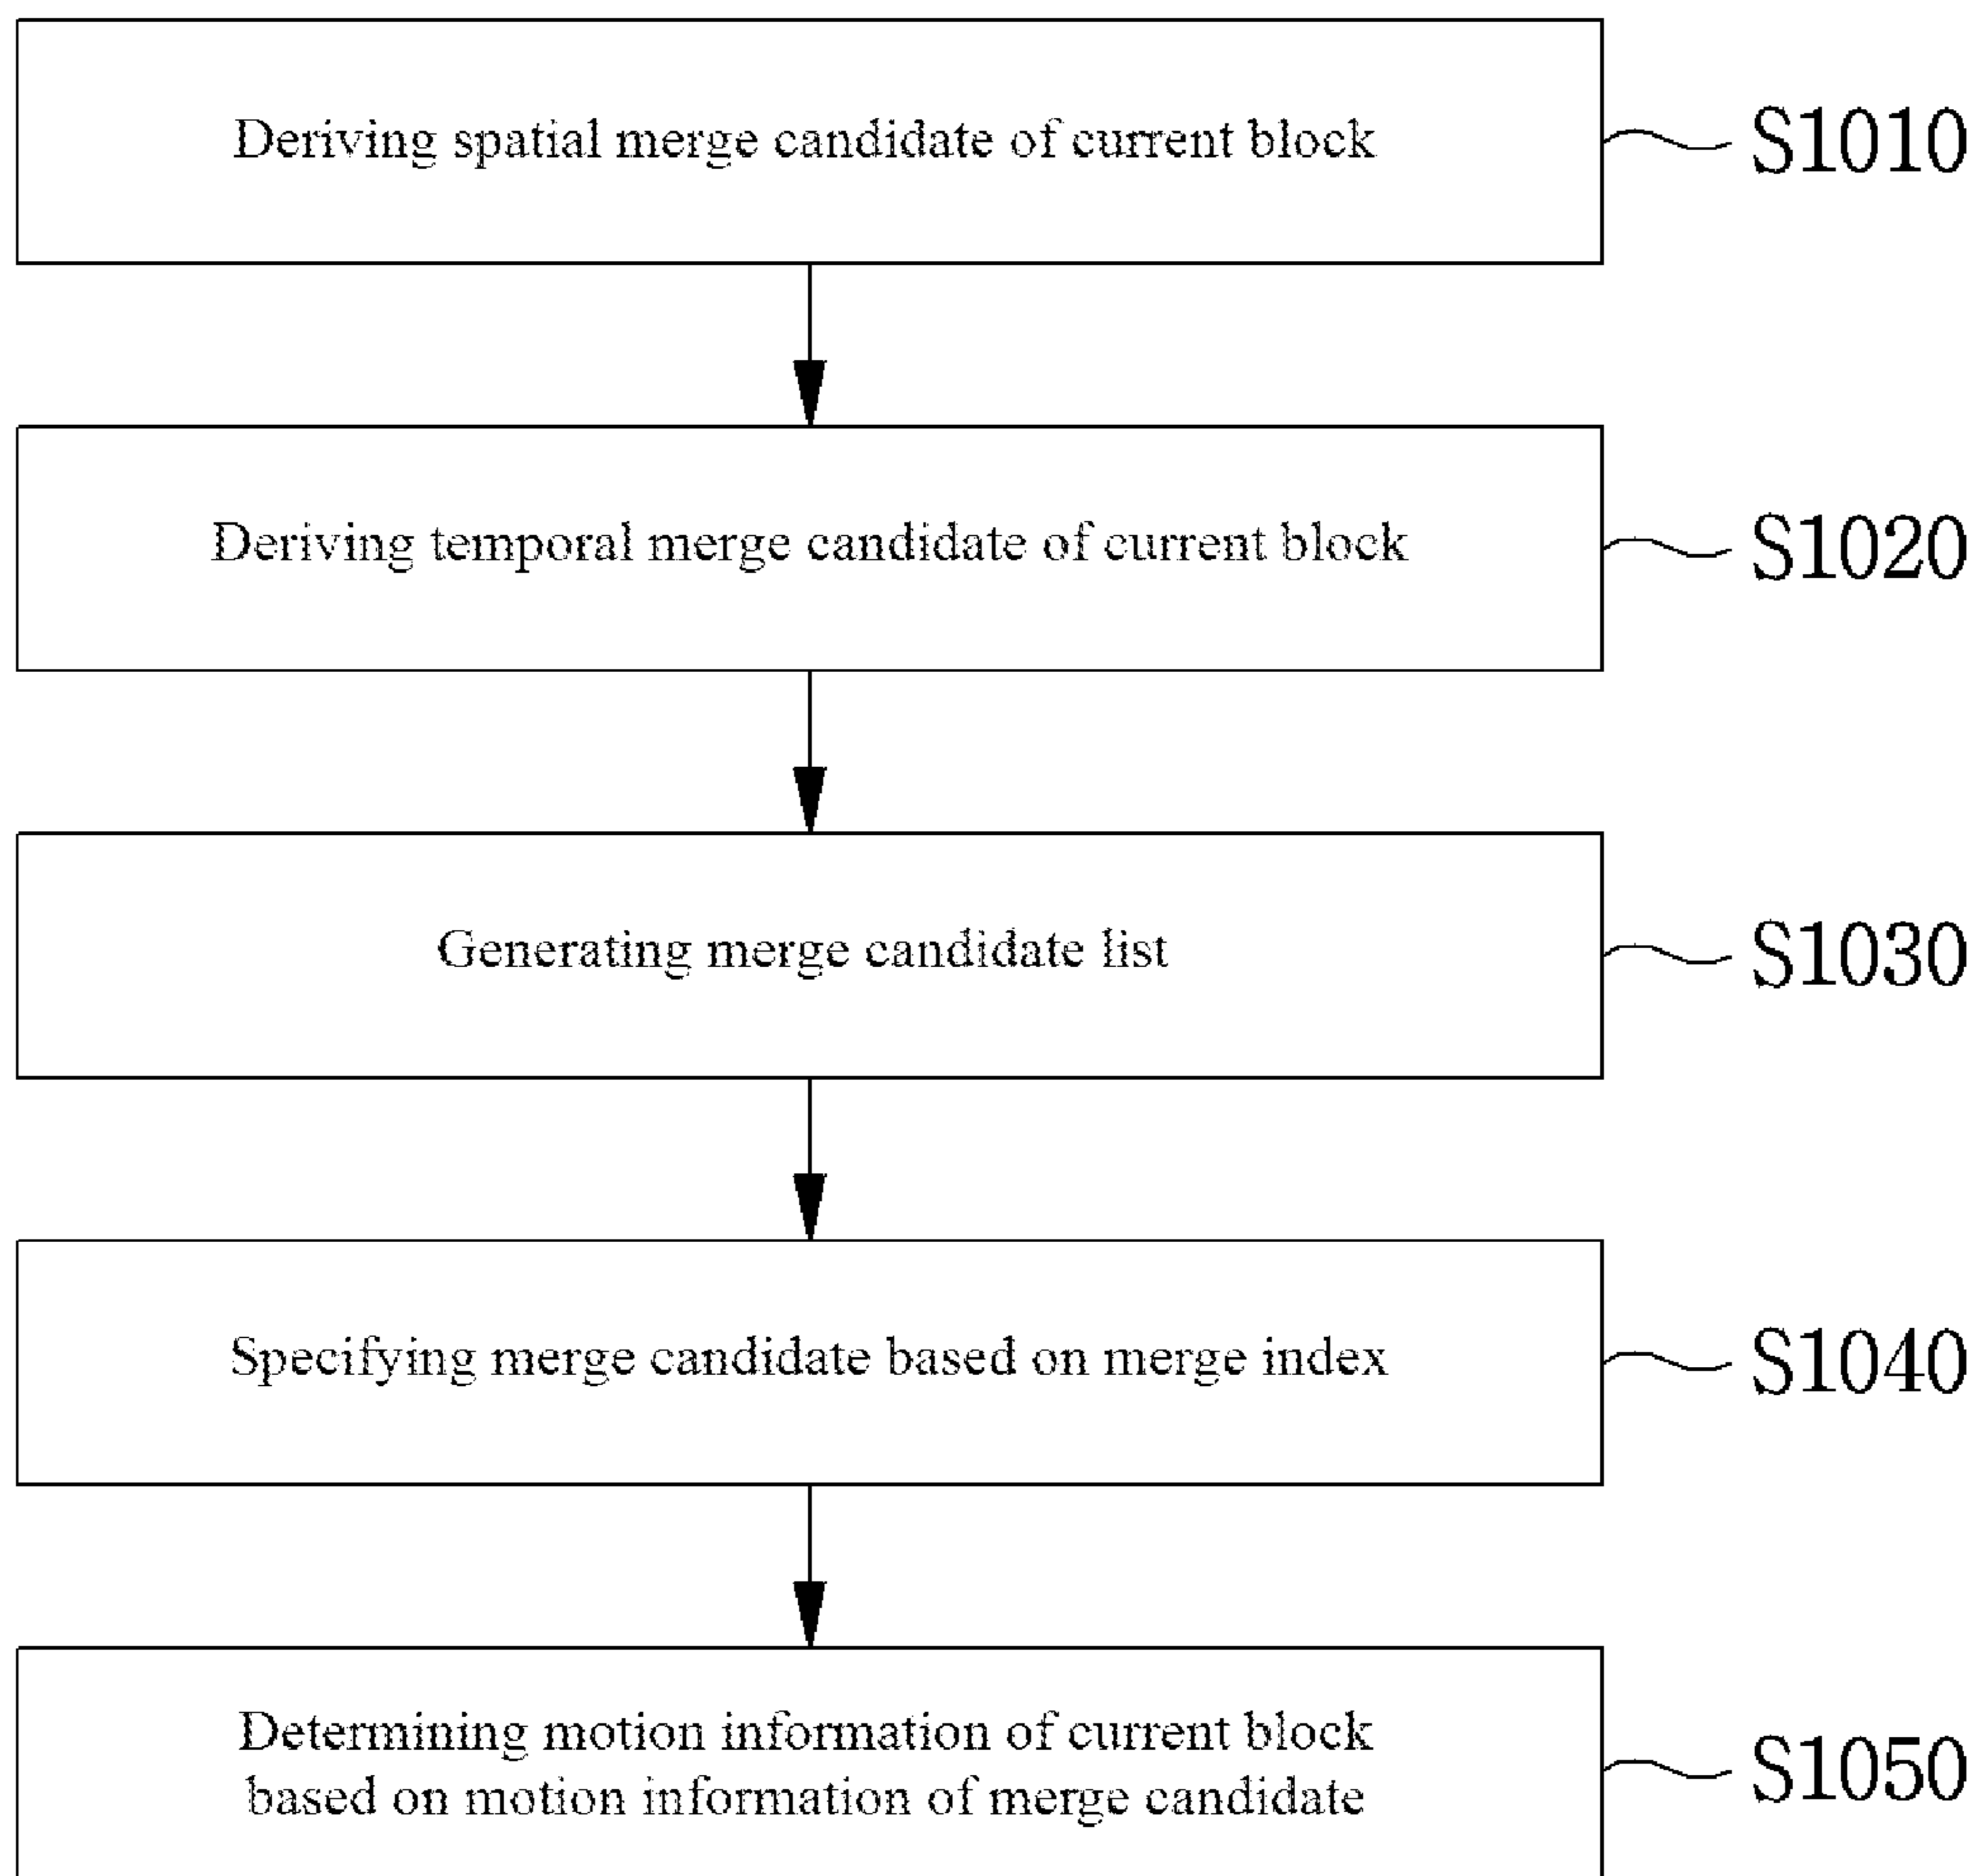 Deriving spatial merge candidate of current block
S1010
Deriving temporal merge candidate of current block
S1020
Generating merge candidate list
S1030
Specifying merge candidate based on merge index
S1040
Determining motion information of current block
based on motion information of merge candidate
S1050